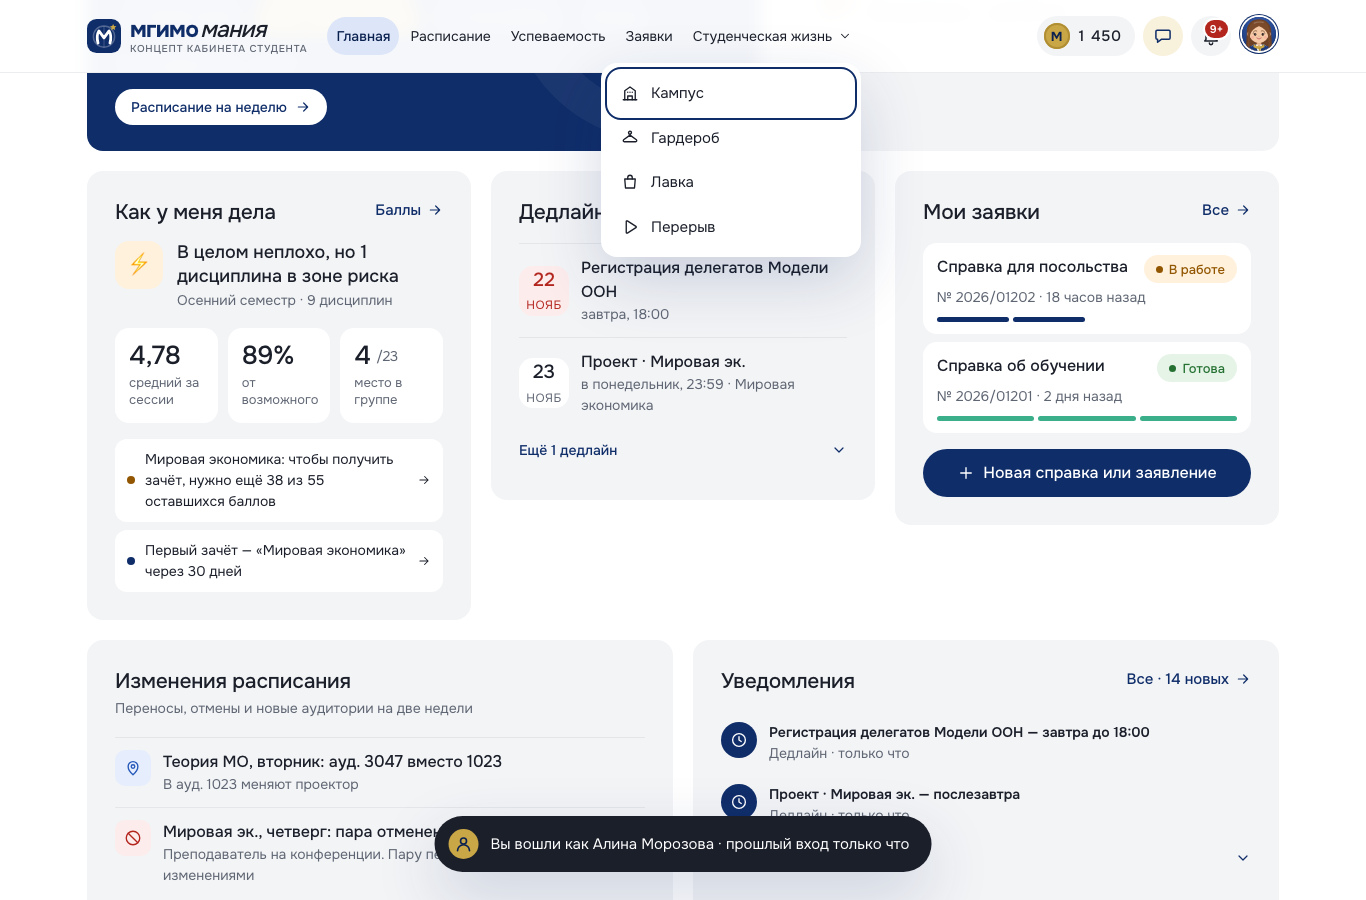 МГИМО МАНИЯ
КОНЦЕПТ КАБИНЕТА СТУДЕНТА
Главная
Расписание
Успеваемость
Заявки
Студенческая жизнь
М
1 450
9+
Расписание на неделю
Кампус
Гардероб
Лавка
Перерыв
Как у меня дела
Баллы
В целом неплохо, но 1
дисциплина в зоне риска
Осенний семестр · 9 дисциплин
4,78
средний за
сессии
89%
от
возможного
4 /23
место в
группе
Мировая экономика: чтобы получить
зачёт, нужно ещё 38 из 55
оставшихся баллов
Первый зачёт — «Мировая экономика»
через 30 дней
22
НОЯБ
Регистрация делегатов Модели
ООН
завтра, 18:00
23
НОЯБ
Проект · Мировая эк.
в понедельник, 23:59 · Мировая
экономика
Ещё 1 дедлайн
Мои заявки
Все
Справка для посольства
В работе
№ 2026/01202 · 18 часов назад
Справка об обучении
Готова
№ 2026/01201 · 2 дня назад
Новая справка или заявление
Изменения расписания
Переносы, отмены и новые аудитории на две недели
Теория МО, вторник: ауд. 3047 вместо 1023
В ауд. 1023 меняют проектор
Мировая эк., четверг: пара отменен
Преподаватель на конференции. Пару
изменениями
Уведомления
Все · 14 новых
Регистрация делегатов Модели ООН — завтра до 18:00
Дедлайн · только что
Проект · Мировая эк. — послезавтра
Дедлайн · только что
Вы вошли как Алина Морозова · прошлый вход только что